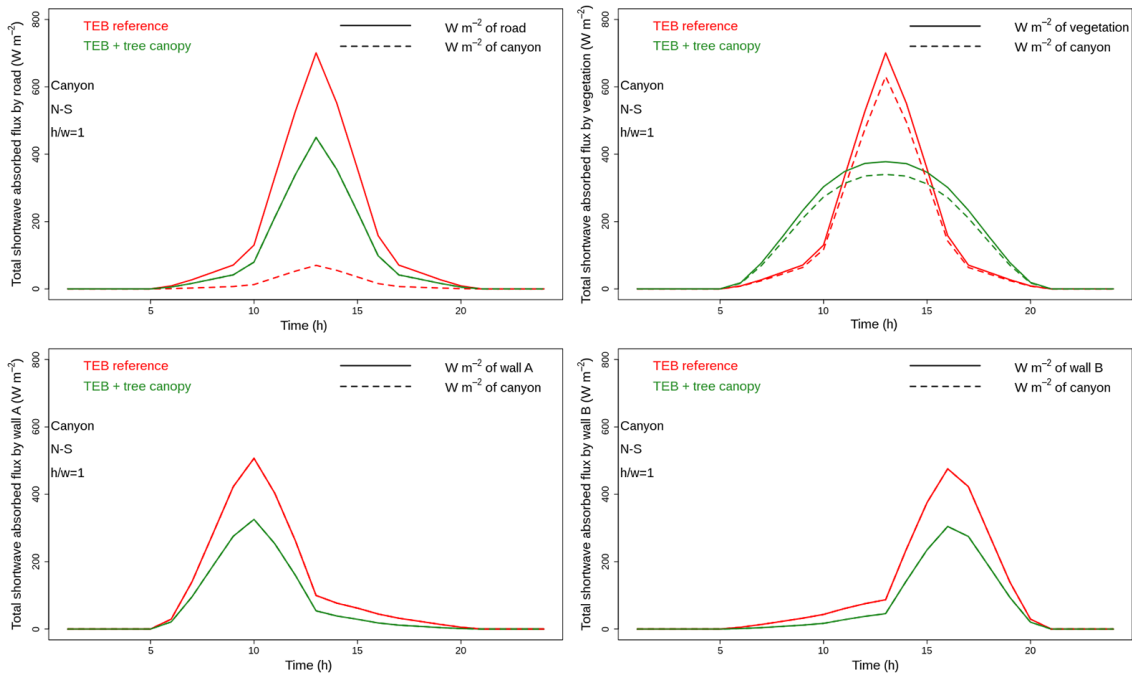 Total shortwave absorbed flux by road (W m⁻²)
800
600
400
200
0
TEB reference
TEB + tree canopy
W m⁻² of road
W m⁻² of canyon
Canyon
N-S
h/w=1
5 10 15 20
Time (h)
Total shortwave absorbed flux by vegetation (W m⁻²)
800
600
400
200
0
TEB reference
TEB + tree canopy
W m⁻² of vegetation
W m⁻² of canyon
Canyon
N-S
h/w=1
5 10 15 20
Time (h)
Total shortwave absorbed flux by wall A (W m⁻²)
800
600
400
200
0
TEB reference
TEB + tree canopy
W m⁻² of wall A
W m⁻² of canyon
Canyon
N-S
h/w=1
5 10 15 20
Time (h)
Total shortwave absorbed flux by wall B (W m⁻²)
800
600
400
200
0
TEB reference
TEB + tree canopy
W m⁻² of wall B
W m⁻² of canyon
Canyon
N-S
h/w=1
5 10 15 20
Time (h)